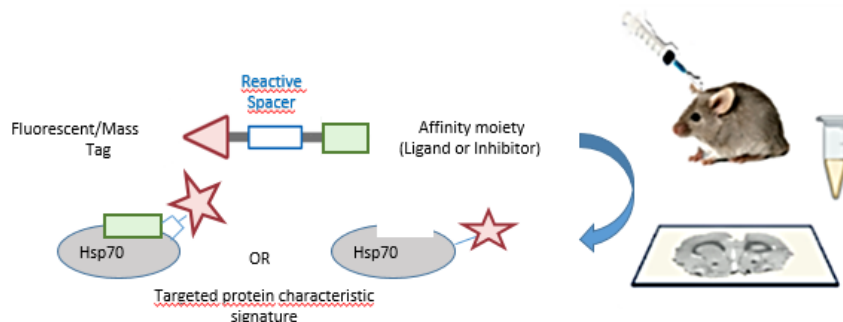 Reactive
Spacer
Fluorescent/Mass
Tag
Affinity moiety
(Ligand or Inhibitor)
Hsp70
OR
Hsp70
Targeted protein characteristic
signature